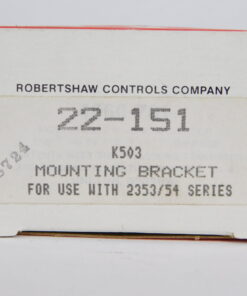 ROBERTSHAW CONTROLS COMPANY
22-151
K503
MOUNTING BRACKET
FOR USE WITH 2353/54 SERIES